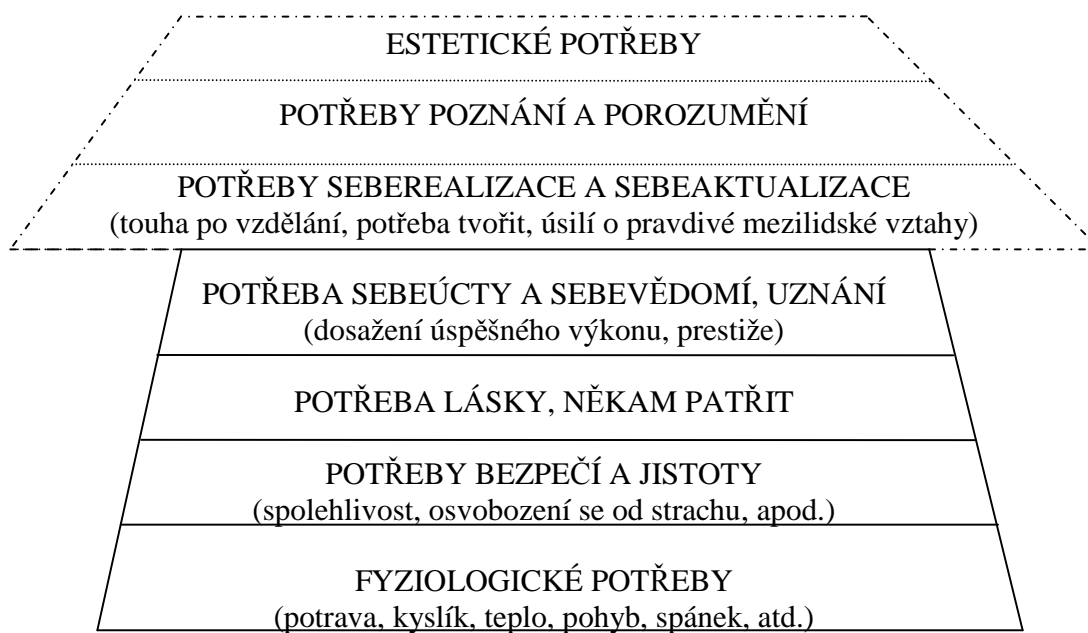 ESTETICKÉ POTŘEBY
POTŘEBY POZNÁNÍ A POROZUMĚNÍ
POTŘEBY SEBEREALIZACE A SEBEAKTUALIZACE
(touha po vzdělání, potřeba tvořit, úsilí o pravdivé mezilidské vztahy)
POTŘEBA SEBEÚCTY A SEBEVĚDOMÍ, UZNÁNÍ
(dosažení úspěšného výkonu, prestiže)
POTŘEBA LÁSKY, NĚKAM PATŘIT
POTŘEBY BEZPEČÍ A JISTOTY
(spolehlivost, osvobození se od strachu, apod.)
FYZIOLOGICKÉ POTŘEBY
(potrava, kyslík, teplo, pohyb, spánek, atd.)